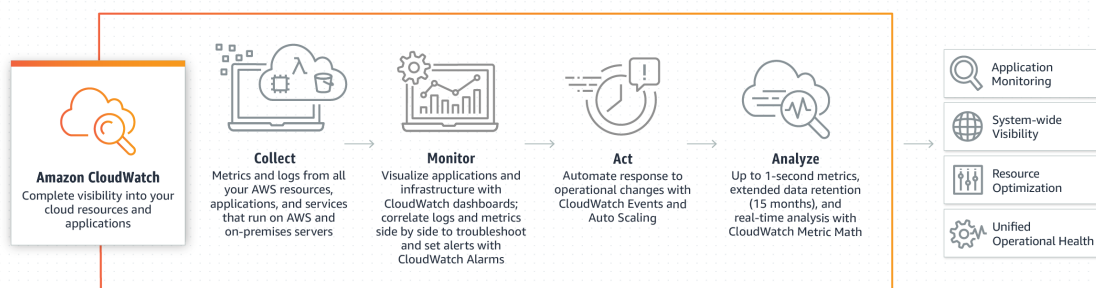 Amazon CloudWatch
Complete visibility into your
cloud resources and
applications
Collect
Metrics and logs from all
your AWS resources,
applications, and services
that run on AWS and
on-premises servers
Monitor
Visualize applications and
infrastructure with
CloudWatch dashboards;
correlate logs and metrics
side by side to troubleshoot
and set alerts with
CloudWatch Alarms
Act
Automate response to
operational changes with
CloudWatch Events and
Auto Scaling
Analyze
Up to 1-second metrics,
extended data retention
(15 months), and
real-time analysis with
CloudWatch Metric Math
Application
Monitoring
System-wide
Visibility
Resource
Optimization
Unified
Operational Health